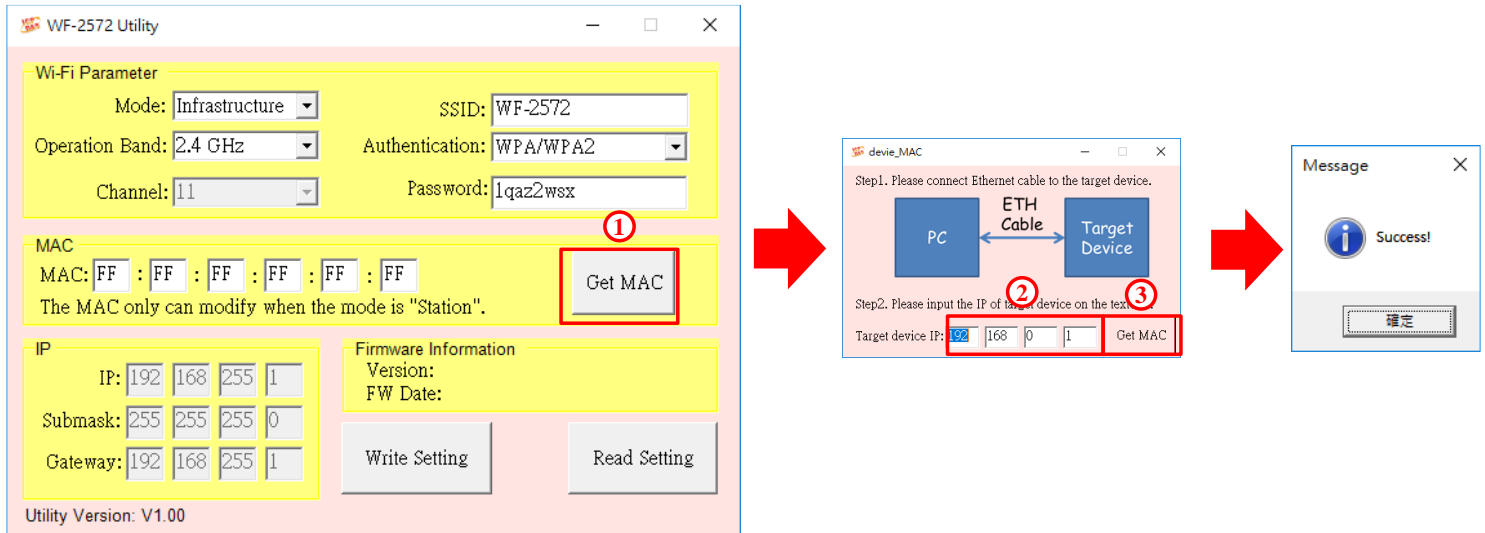 WF-2572 Utility
Wi-Fi Parameter
Mode: Infrastructure
SSID: WF-2572
Operation Band: 2.4 GHz
Authentication: WPA/WPA2
Channel: 11
Password: 1qaz2wsx
①
MAC
MAC: FF : FF : FF : FF : FF : FF
Get MAC
The MAC only can modify when the mode is "Station".
IP
IP: 192 168 255 1
Submask: 255 255 255 0
Gateway: 192 168 255 1
Firmware Information
Version:
FW Date:
Write Setting
Read Setting
Utility Version: V1.00
devie_MAC
Step1. Please connect Ethernet cable to the target device.
PC
ETH
Cable
Target
Device
② ③
Step2. Please input the IP of target device on the text
Target device IP: 192 168 0 1 Get MAC
Message
Success!
確定